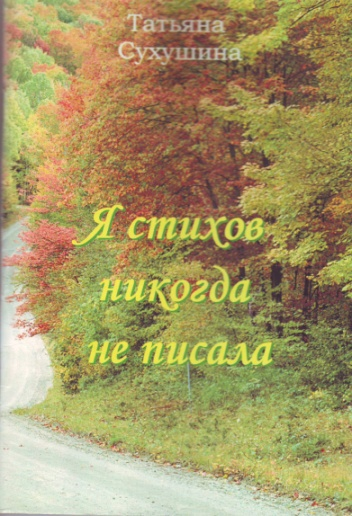 Татьяна
Сухушина
Я стихов
никогда
не писала